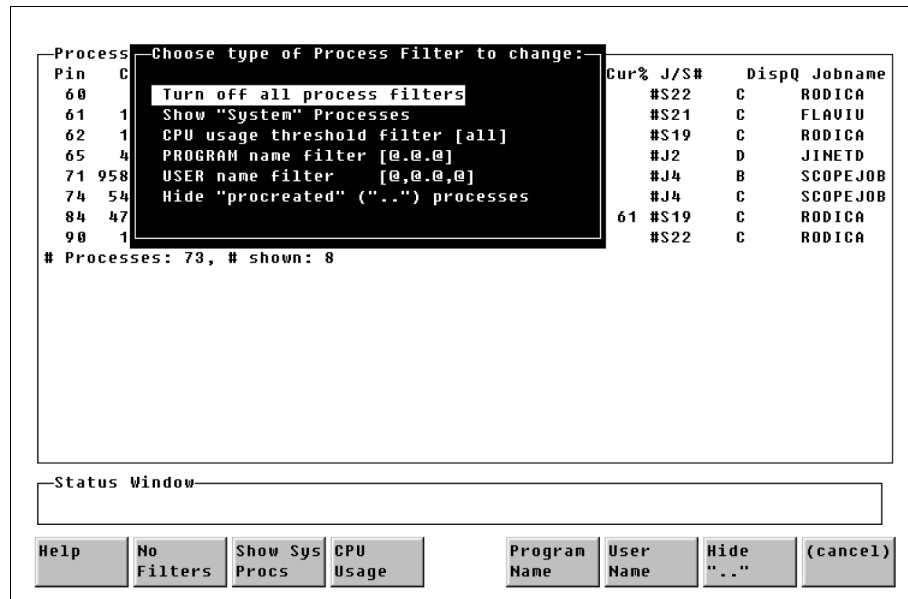 Process
Choose type of Process Filter to change:
Pin C Cur% J/S# DispQ Jobname
60 Turn off all process filters #S22 C RODICA
61 1 Show "System" Processes #S21 C FLAVIU
62 1 CPU usage threshold filter [all] #S19 C RODICA
65 4 PROGRAM name filter [@.@.@] #J2 D JINETD
71 958 USER name filter [@,@.@,@] #J4 B SCOPEJOB
74 54 Hide "procreated" ("..") processes #J4 C SCOPEJOB
84 47 61 #S19 C RODICA
90 1 #S22 C RODICA
# Processes: 73, # shown: 8
Status Window
Help
No
Filters
Show Sys
Procs
CPU
Usage
Program
Name
User
Name
Hide
".."
(cancel)